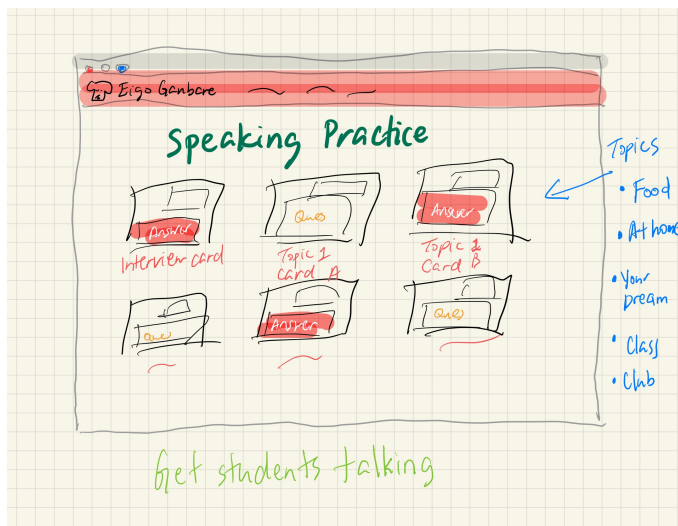 Eigo Ganbare
Speaking Practice
Answer
Ques
Answer
Interview card
Topic 1
Card A
Topic 1
Card B
Ques
Answer
Ques
Topics
• Food
• At home
• Your
Dream
• Class
• Club
Get students talking